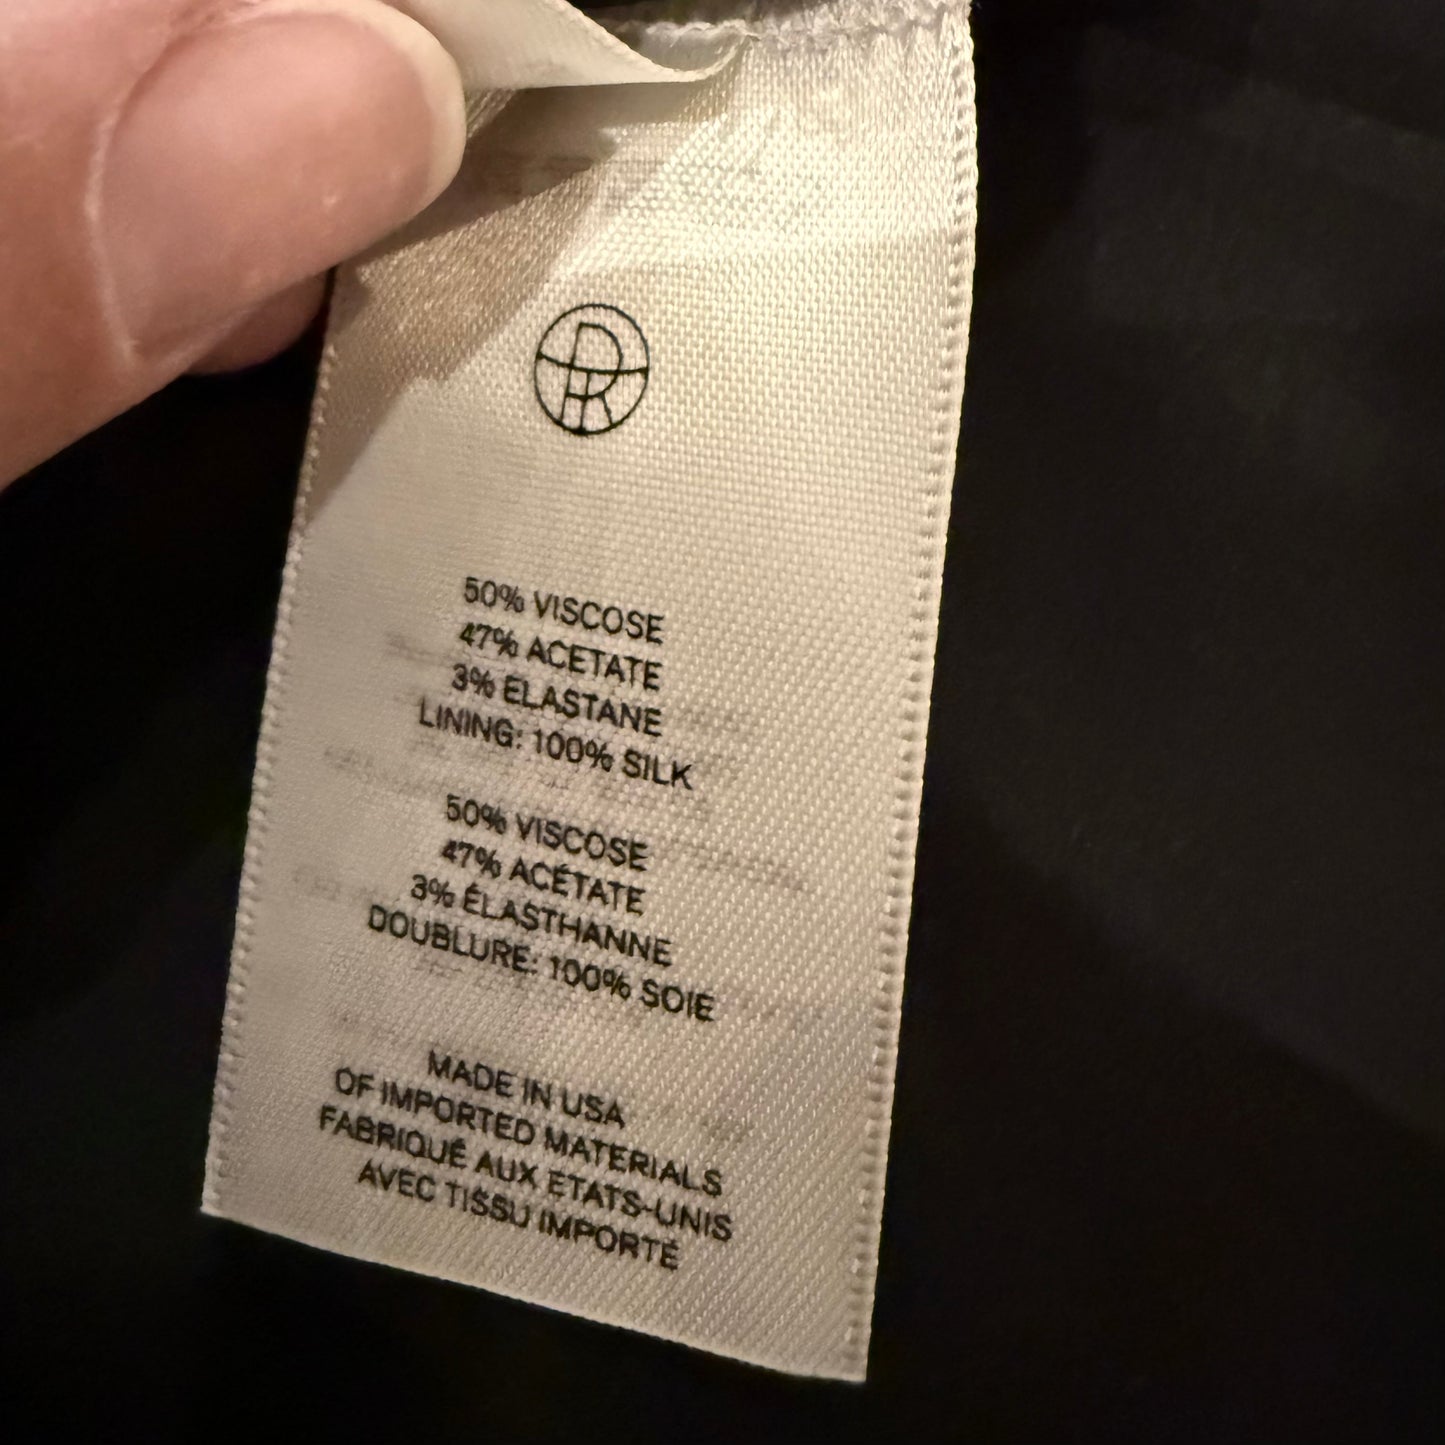 50% VISCOSE
47% ACETATE
3% ELASTANE
LINING: 100% SILK
50% VISCOSE
47% ACÉTATE
3% ÉLASTHANNE
DOUBLURE: 100% SOIE
MADE IN USA
OF IMPORTED MATERIALS
FABRIQUÉ AUX ETATS-UNIS
AVEC TISSU IMPORTÉ